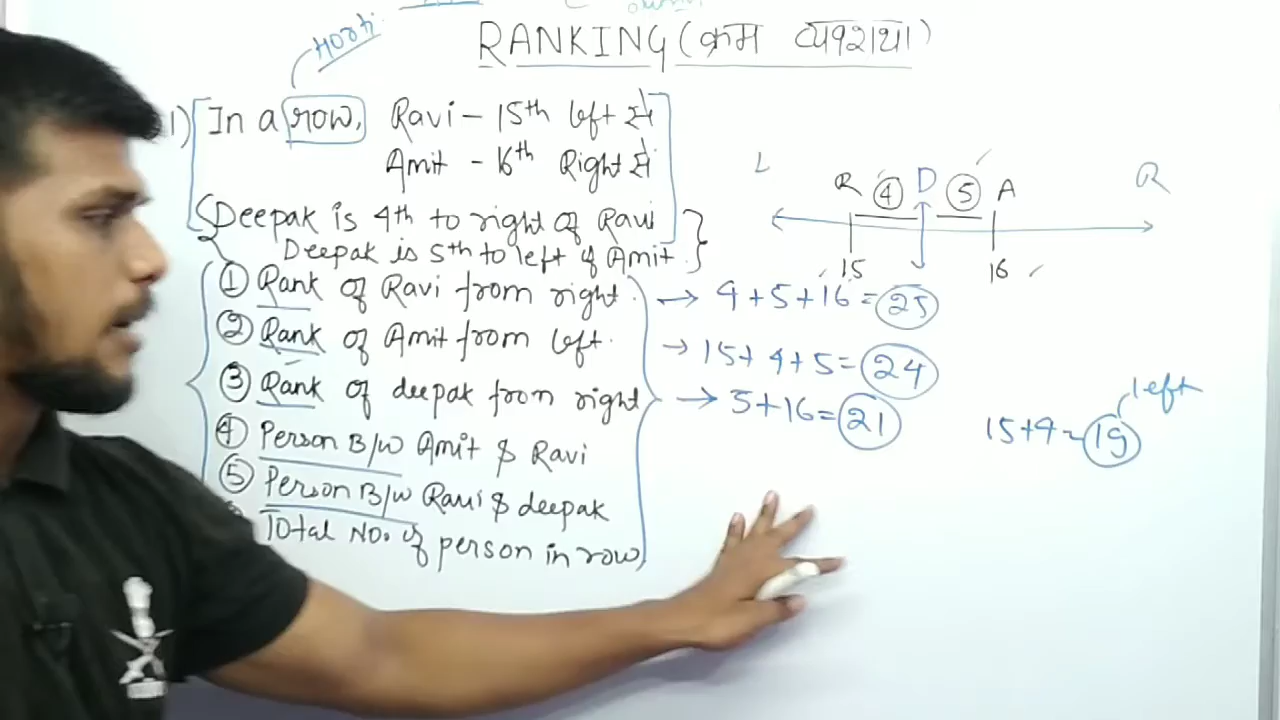 RANKING (क्रम व्यवस्था)
Horti
1) In a row, Ravi - 15th left से
Amit - 16th Right से
Deepak is 4th to right of Ravi
Deepak is 5th to left of Amit
① Rank of Ravi from right → 4+5+16=25
② Rank of Amit from left. → 15+4+5=24
③ Rank of deepak from right → 5+16=21
④ Person B/w Amit & Ravi
⑤ Person B/w Ravi & deepak
Total No. of person in row
L R 4 D 5 A R
15 16
left
15+4=19